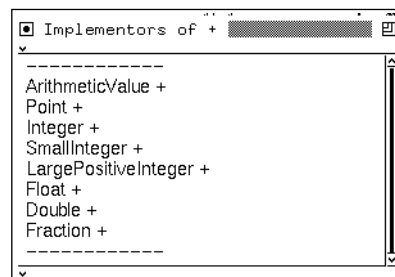 Implementors of +
------------
ArithmeticValue +
Point +
Integer +
SmallInteger +
LargePositiveInteger +
Float +
Double +
Fraction +
------------